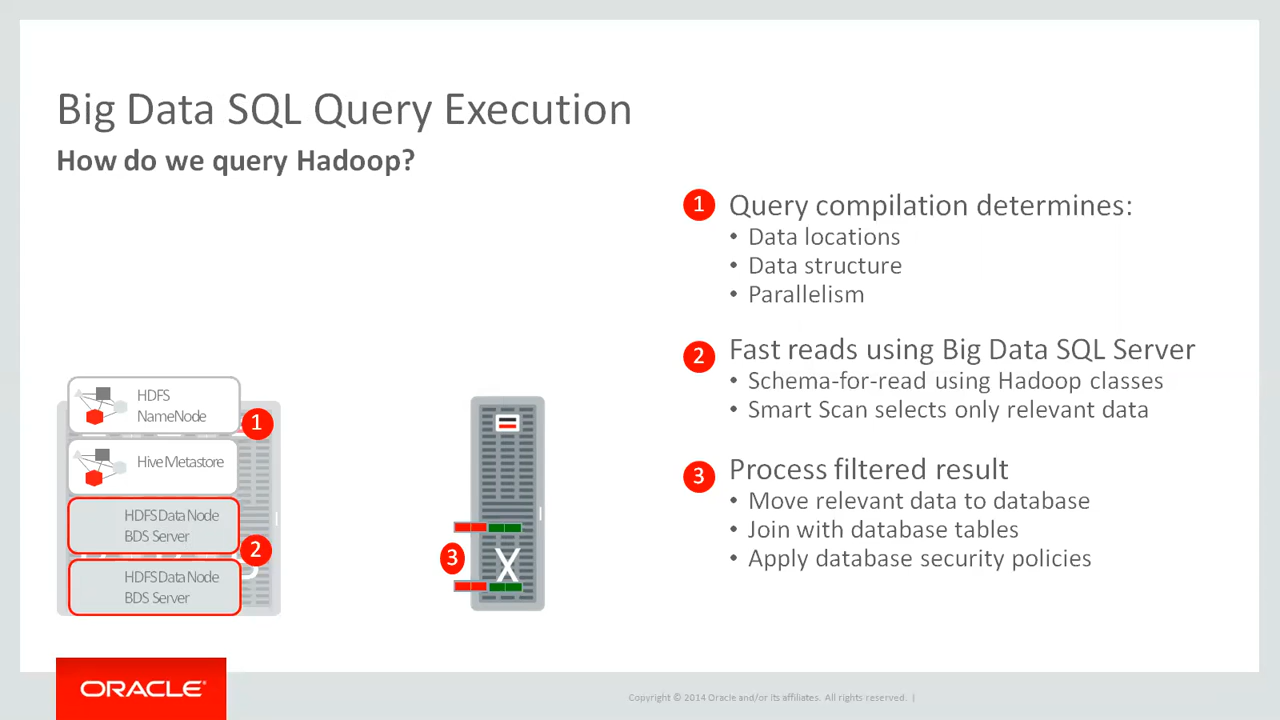 Big Data SQL Query Execution
How do we query Hadoop?
1 Query compilation determines:
• Data locations
• Data structure
• Parallelism
2 Fast reads using Big Data SQL Server
• Schema-for-read using Hadoop classes
• Smart Scan selects only relevant data
3 Process filtered result
• Move relevant data to database
• Join with database tables
• Apply database security policies
HDFS
NameNode
1
Hive Metastore
HDFS Data Node
BDS Server
2
HDFS Data Node
BDS Server
3
X
ORACLE®
Copyright © 2014 Oracle and/or its affiliates. All rights reserved. |